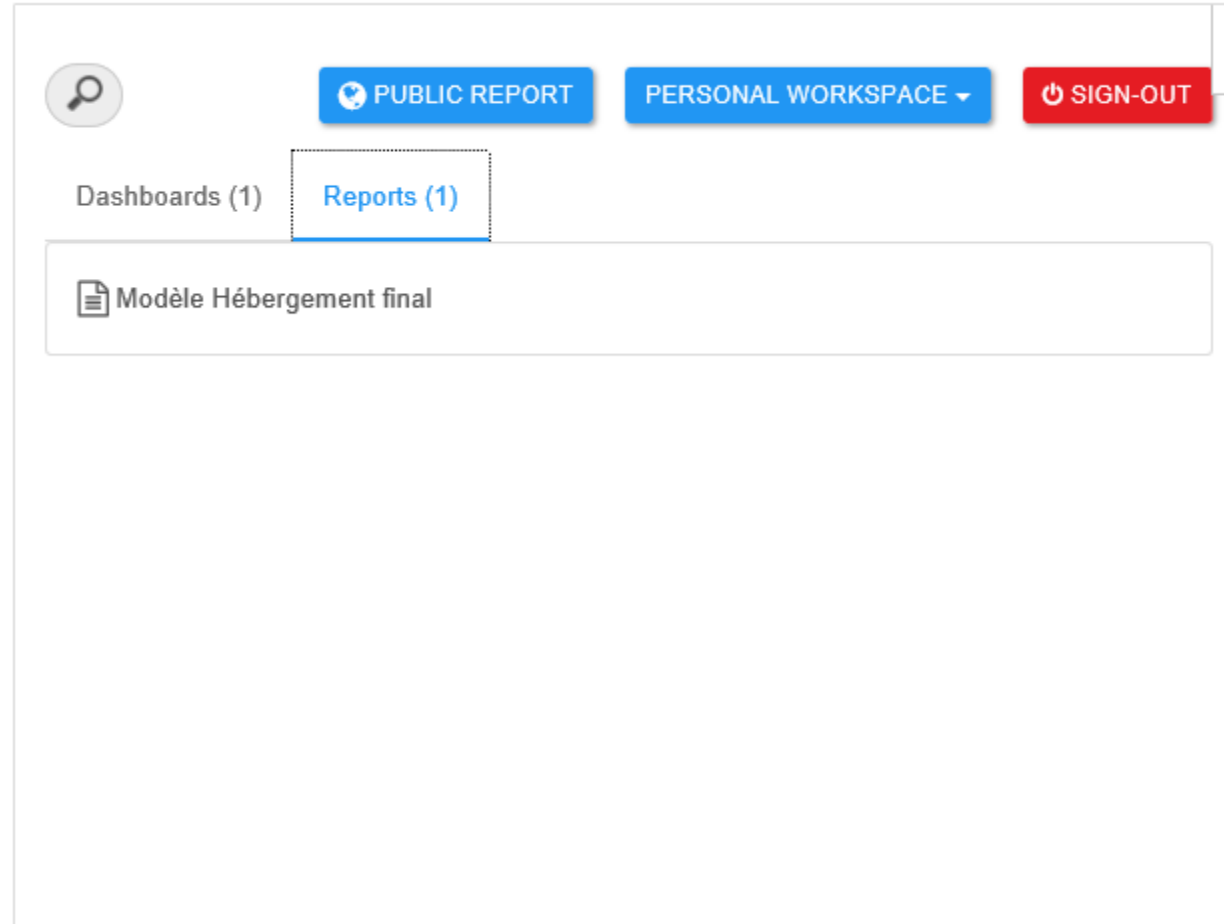 PUBLIC REPORT PERSONAL WORKSPACE SIGN-OUT
Dashboards (1) Reports (1)
Modèle Hébergement final